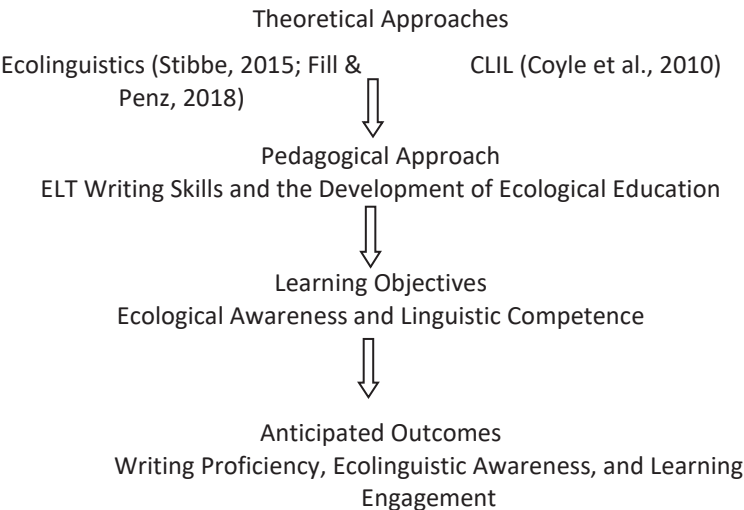 Theoretical Approaches
Ecolinguistics (Stibbe, 2015; Fill &
Penz, 2018)
CLIL (Coyle et al., 2010)
Pedagogical Approach
ELT Writing Skills and the Development of Ecological Education
Learning Objectives
Ecological Awareness and Linguistic Competence
Anticipated Outcomes
Writing Proficiency, Ecolinguistic Awareness, and Learning
Engagement